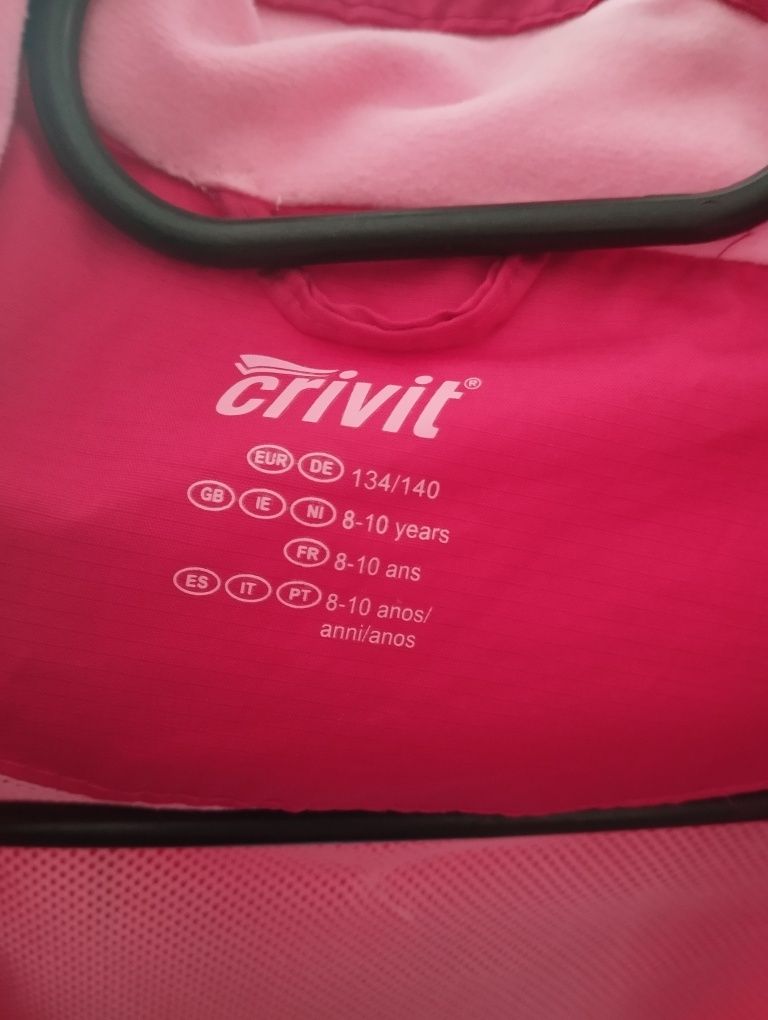 crivit®
EUR DE 134/140
GB IE NI 8-10 years
FR 8-10 ans
ES IT PT 8-10 anos/
anni/anos